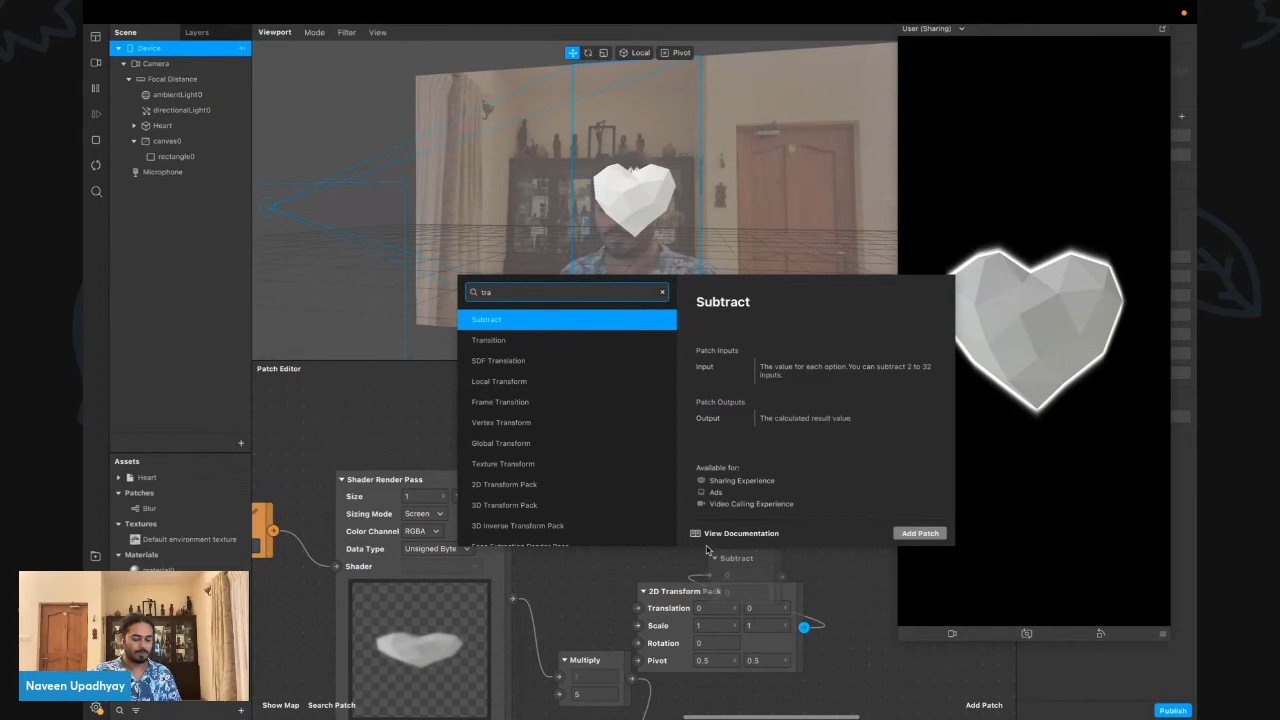 Scene
Layers
Device
Camera
Focal Distance
ambientLight0
directionalLight0
Heart
canvas0
rectangle0
Microphone
Assets
Heart
Patches
Blur
Textures
Default environment texture
Materials
material0
Naveen Upadhyay
Viewport
Mode
Filter
View
Local
Pivot
User (Sharing)
Patch Editor
Shader Render Pass
Size
1
Sizing Mode
Screen
Color Channel
RGBA
Data Type
Unsigned Byte
Shader
tra
Subtract
Transition
SDF Translation
Local Transform
Frame Transition
Vertex Transform
Global Transform
Texture Transform
2D Transform Pack
3D Transform Pack
3D Inverse Transform Pack
Subtract
Patch Inputs
Input
The value for each option.You can subtract 2 to 32
inputs.
Patch Outputs
Output
The calculated result value.
Available for:
Sharing Experience
Ads
Video Calling Experience
View Documentation
Add Patch
Subtract
0
0
2D Transform Pack
Translation 0 X 0 Y
Scale 1 X 1 Y
Rotation 0
Pivot 0.5 X 0.5 Y
Multiply
1
5
Show Map
Search Patch
Add Patch
Publish